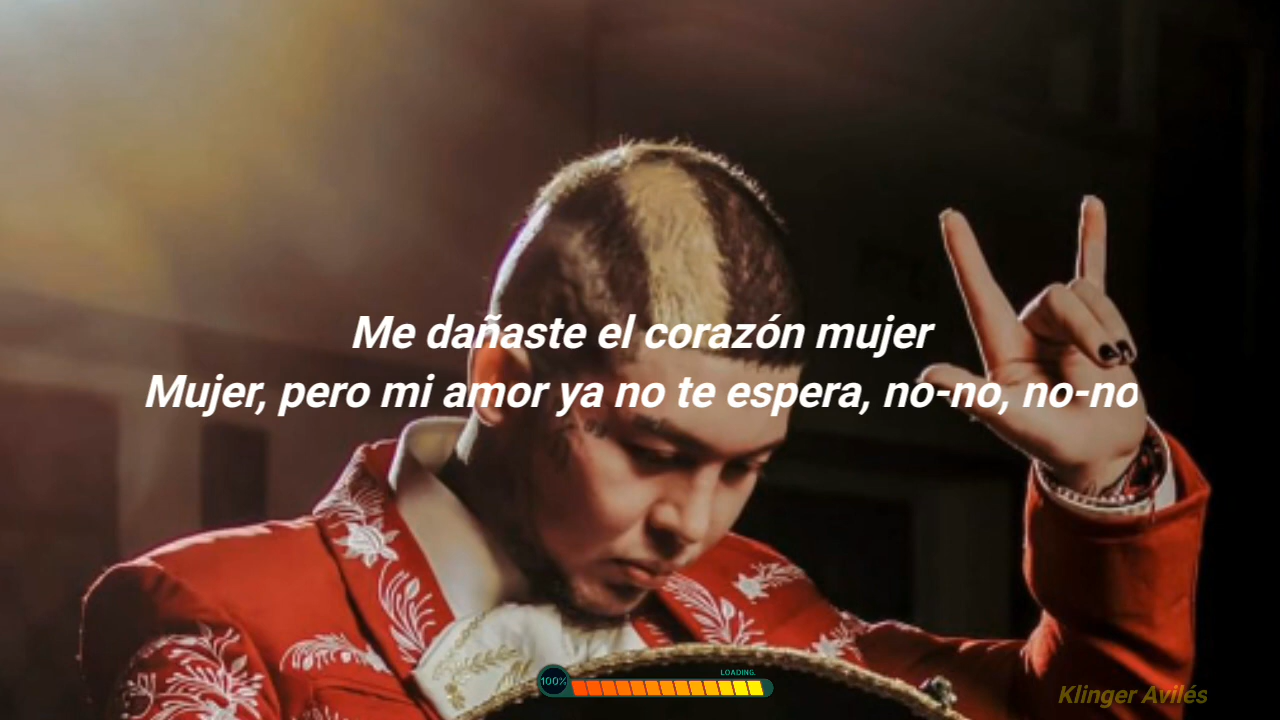 Me dañaste el corazón mujer
Mujer, pero mi amor ya no te espera, no-no, no-no
LOADING
100%
Klinger Avilés